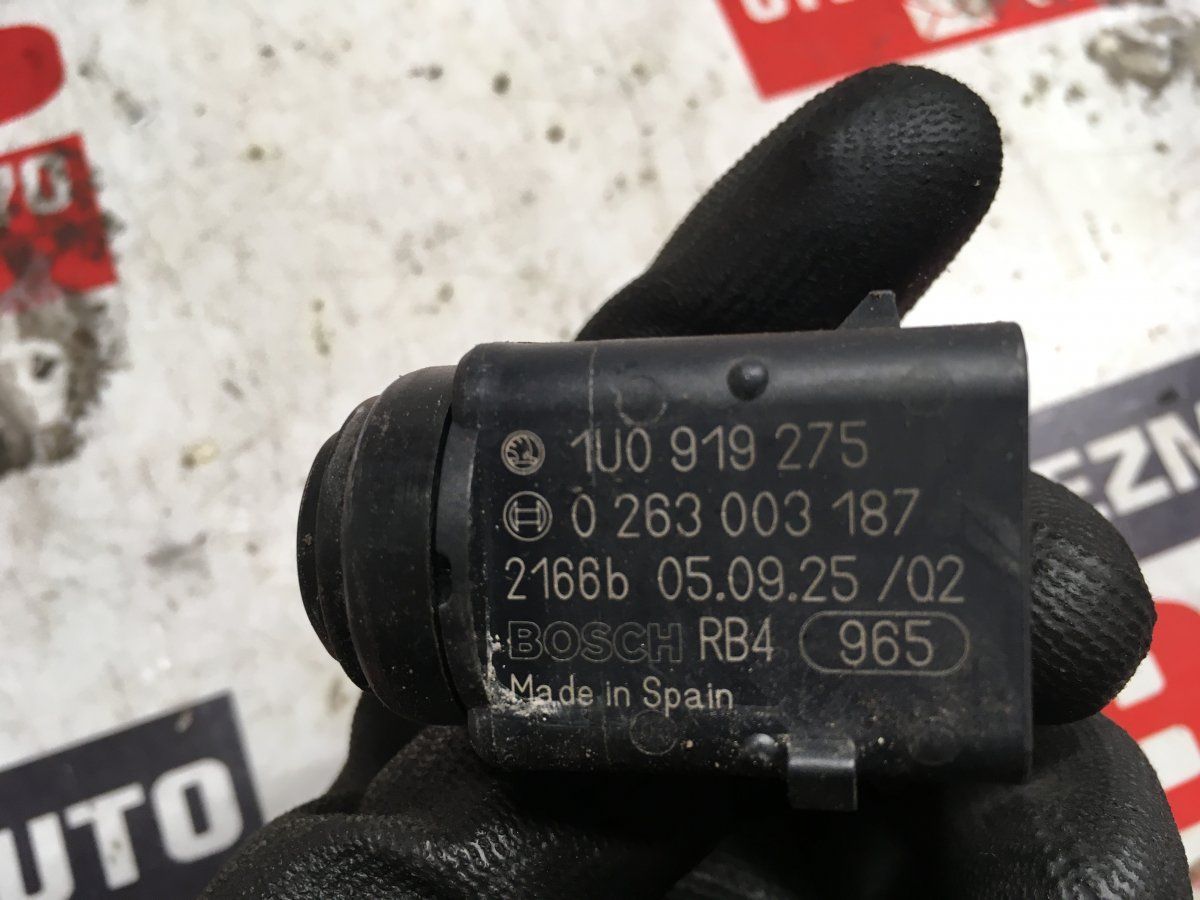 VO
1U0 919 275
0 263 003 187
2166b 05.09.25 /Q2
BOSCH RB4 965
Made in Spain
EZM
UTO